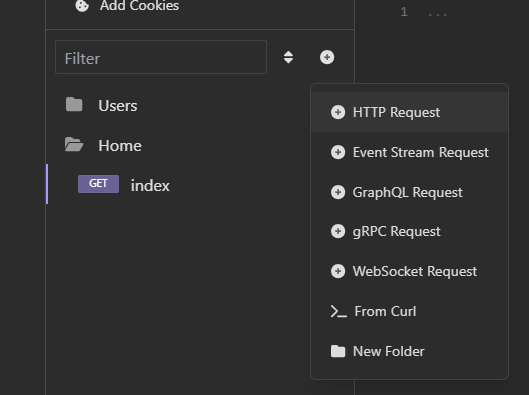 Add Cookies
1 ...
Filter
Users
Home
GET index
HTTP Request
Event Stream Request
GraphQL Request
gRPC Request
WebSocket Request
From Curl
New Folder